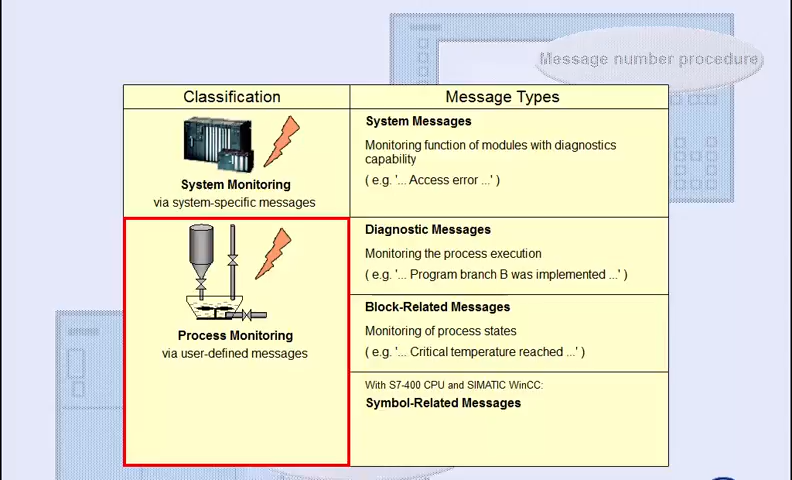 Message number procedure
Classification
Message Types
System Monitoring
via system-specific messages
System Messages
Monitoring function of modules with diagnostics
capability
( e.g. '... Access error ...' )
Process Monitoring
via user-defined messages
Diagnostic Messages
Monitoring the process execution
( e.g. '... Program branch B was implemented ...' )
Block-Related Messages
Monitoring of process states
( e.g. '... Critical temperature reached ...' )
With S7-400 CPU and SIMATIC WinCC:
Symbol-Related Messages